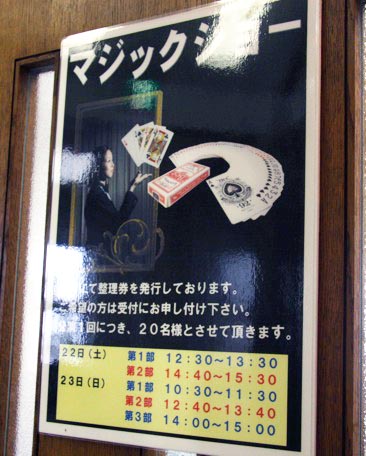 マジックショー
にて整理券を発行しております。
希望の方は受付にお申し付け下さい。
1回につき、20名様とさせて頂きます。
22日(土) 第1部 12:30~13:30
第2部 14:40~15:30
23日(日) 第1部 10:30~11:30
第2部 12:40~13:40
第3部 14:00~15:00